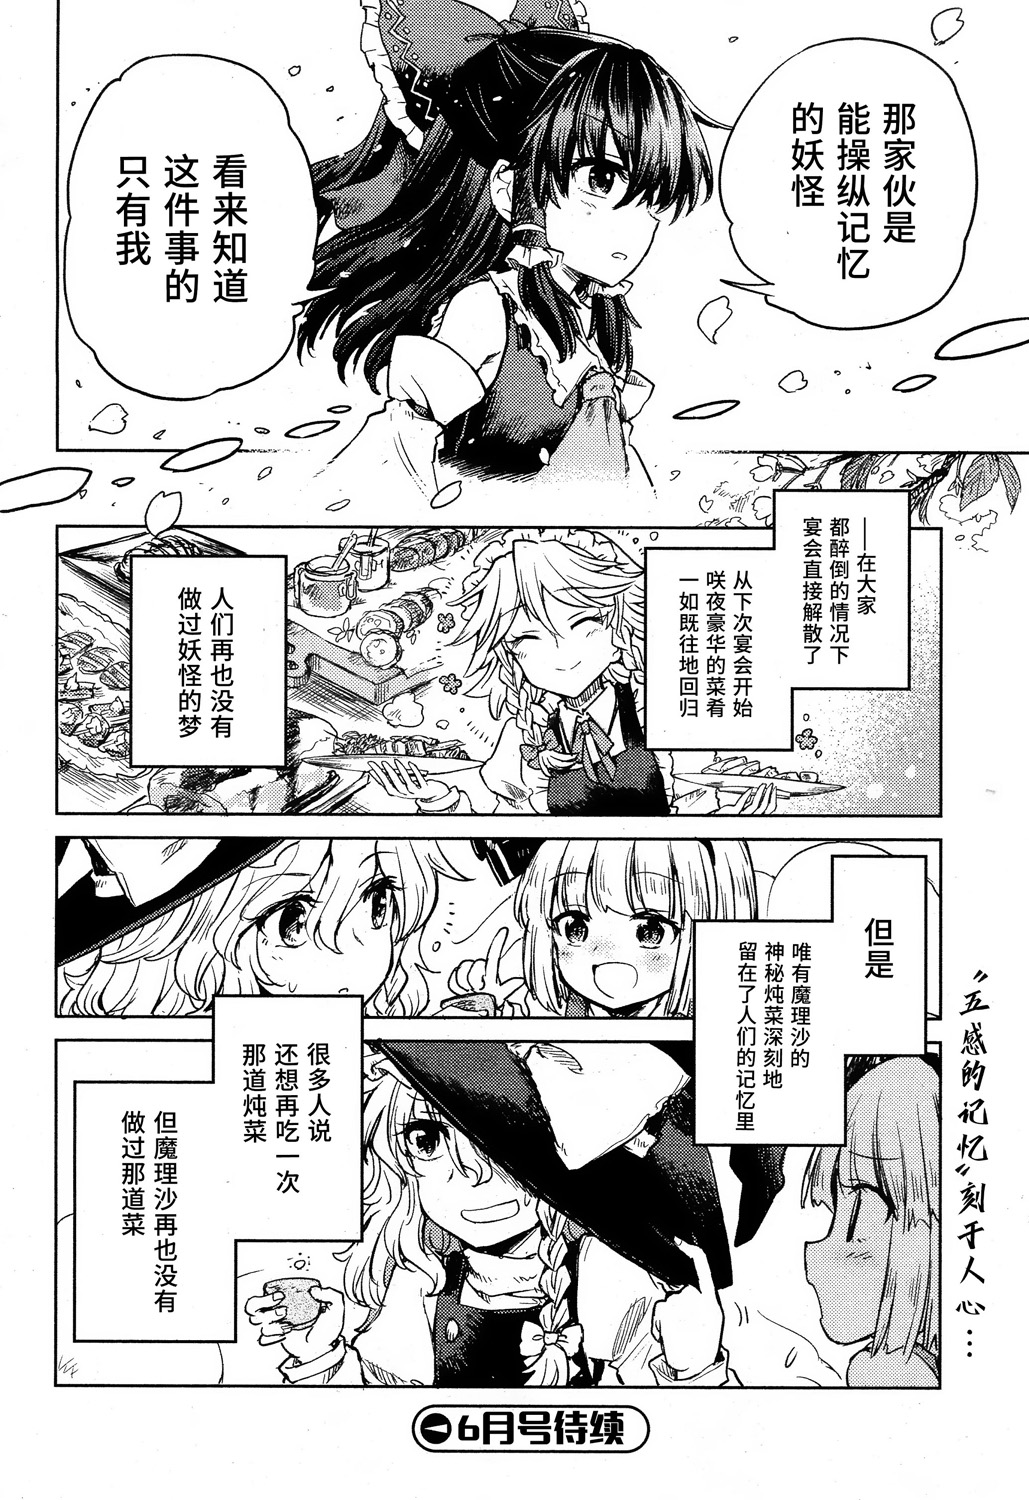 那家伙是
能操纵记忆
的妖怪
看来知道
这件事的
只有我
——在大家
都醉倒的情况下
宴会直接解散了
从下次宴会开始
咲夜豪华的菜肴
一如既往地回归
人们再也没有
做过妖怪的梦
但是
唯有魔理沙的
神秘炖菜深刻地
留在了人们的记忆里
很多人说
还想再吃一次
那道炖菜
但魔理沙再也没有
做过那道菜
“五感的记忆”刻于人心…
6月号待续